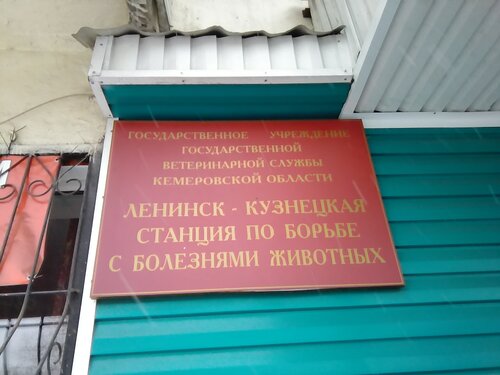 ГОСУДАРСТВЕННОЕ УЧРЕЖДЕНИЕ
ГОСУДАРСТВЕННОЙ
ВЕТЕРИНАРНОЙ СЛУЖБЫ
КЕМЕРОВСКОЙ ОБЛАСТИ
ЛЕНИНСК - КУЗНЕЦКАЯ
СТАНЦИЯ ПО БОРЬБЕ
С БОЛЕЗНЯМИ ЖИВОТНЫХ